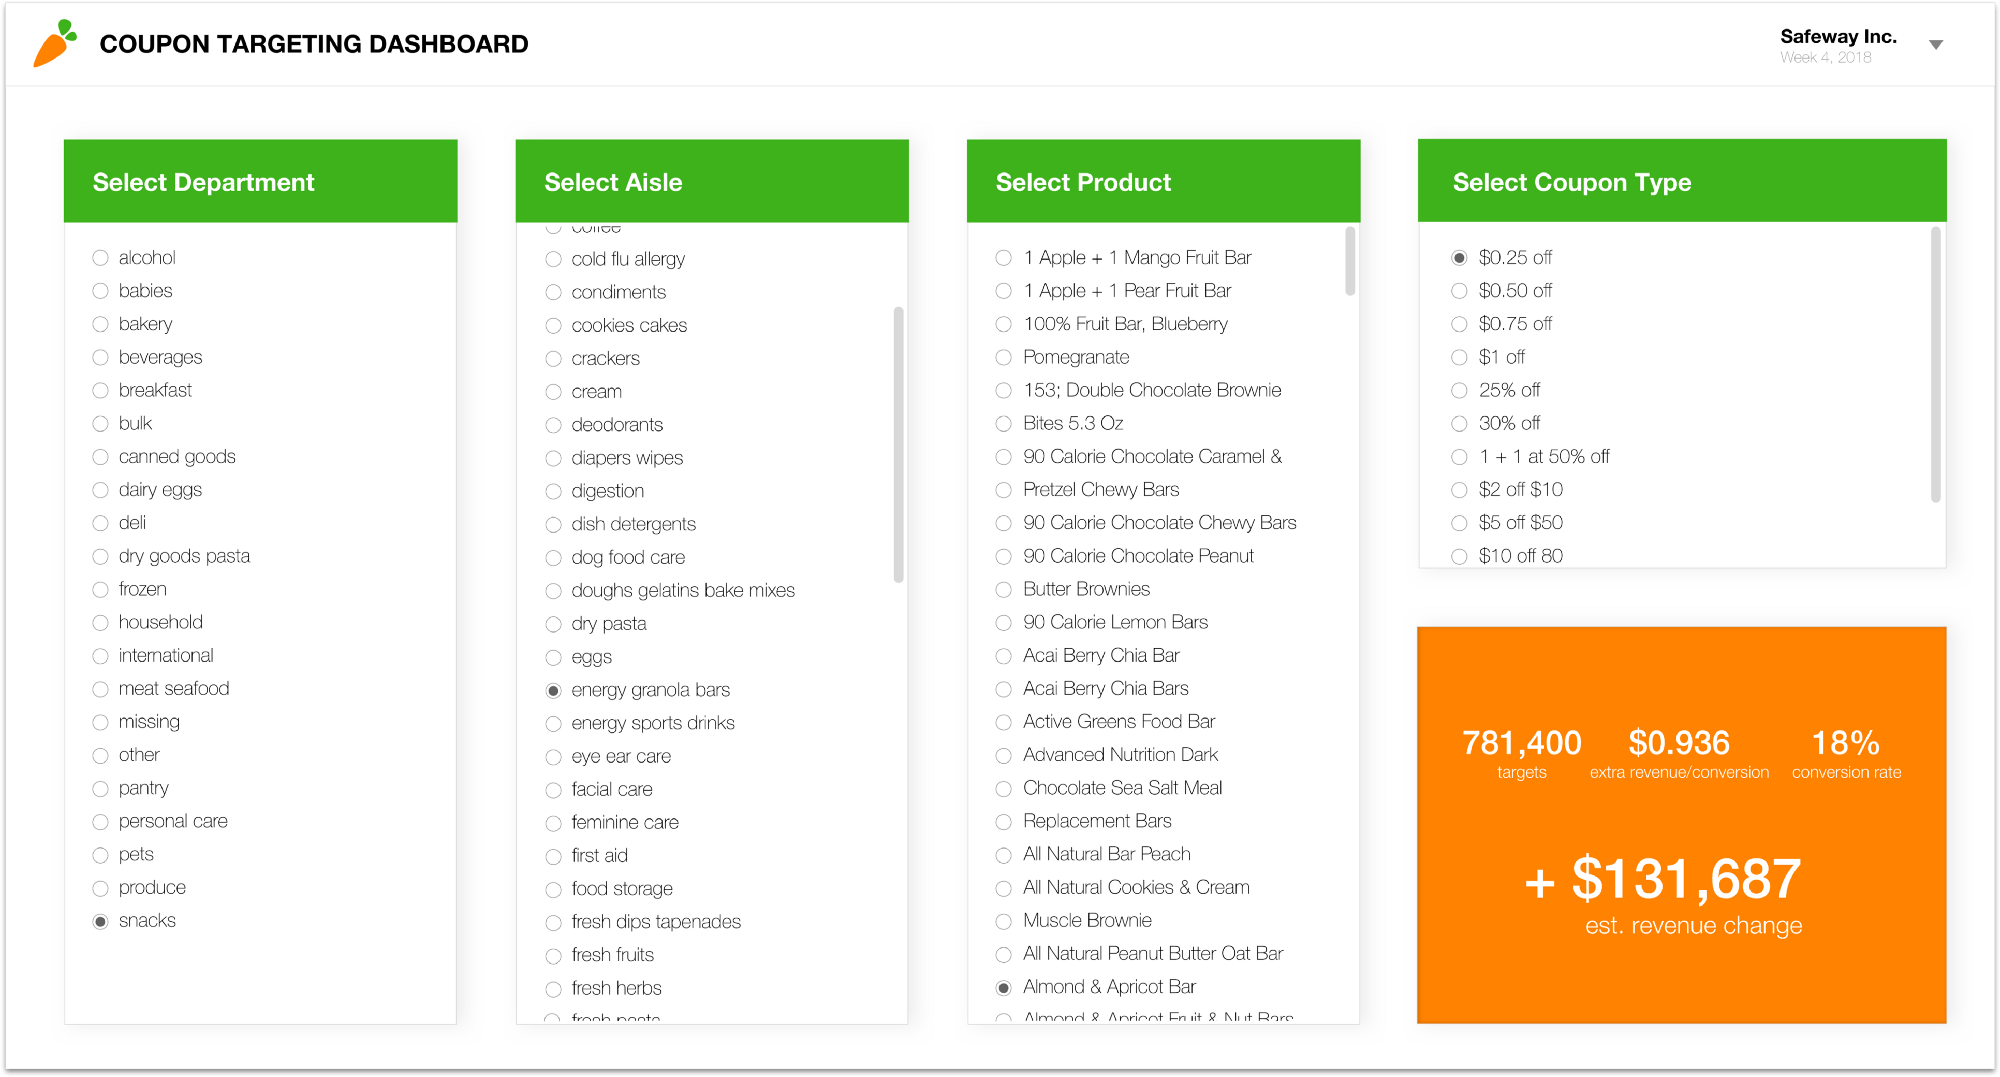 COUPON TARGETING DASHBOARD
Safeway Inc.
Week 4, 2018
Select Department
alcohol
babies
bakery
beverages
breakfast
bulk
canned goods
dairy eggs
deli
dry goods pasta
frozen
household
international
meat seafood
missing
other
pantry
personal care
pets
produce
snacks
Select Aisle
coffee
cold flu allergy
condiments
cookies cakes
crackers
cream
deodorants
diapers wipes
digestion
dish detergents
dog food care
doughs gelatins bake mixes
dry pasta
eggs
energy granola bars
energy sports drinks
eye ear care
facial care
feminine care
first aid
food storage
fresh dips tapenades
fresh fruits
fresh herbs
fresh pasta
Select Product
1 Apple + 1 Mango Fruit Bar
1 Apple + 1 Pear Fruit Bar
100% Fruit Bar, Blueberry
Pomegranate
153; Double Chocolate Brownie
Bites 5.3 Oz
90 Calorie Chocolate Caramel &
Pretzel Chewy Bars
90 Calorie Chocolate Chewy Bars
90 Calorie Chocolate Peanut
Butter Brownies
90 Calorie Lemon Bars
Acai Berry Chia Bar
Acai Berry Chia Bars
Active Greens Food Bar
Advanced Nutrition Dark
Chocolate Sea Salt Meal
Replacement Bars
All Natural Bar Peach
All Natural Cookies & Cream
Muscle Brownie
All Natural Peanut Butter Oat Bar
Almond & Apricot Bar
Almond & Apricot Fruit & Nut Bars
Select Coupon Type
$0.25 off
$0.50 off
$0.75 off
$1 off
25% off
30% off
1 + 1 at 50% off
$2 off $10
$5 off $50
$10 off 80
781,400 $0.936 18%
targets extra revenue/conversion conversion rate
+ $131,687
est. revenue change